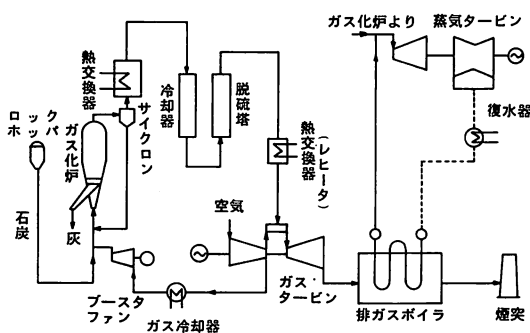 ロックホッパ
ガス化炉
熱交換器
サイクロン
冷却器
脱硫塔
熱交換器
(レヒータ)
ガス化炉より
蒸気タービン
復水器
石炭
灰
空気
ブースタ
ファン
ガス冷却器
ガス・
タービン
排ガスボイラ
煙突